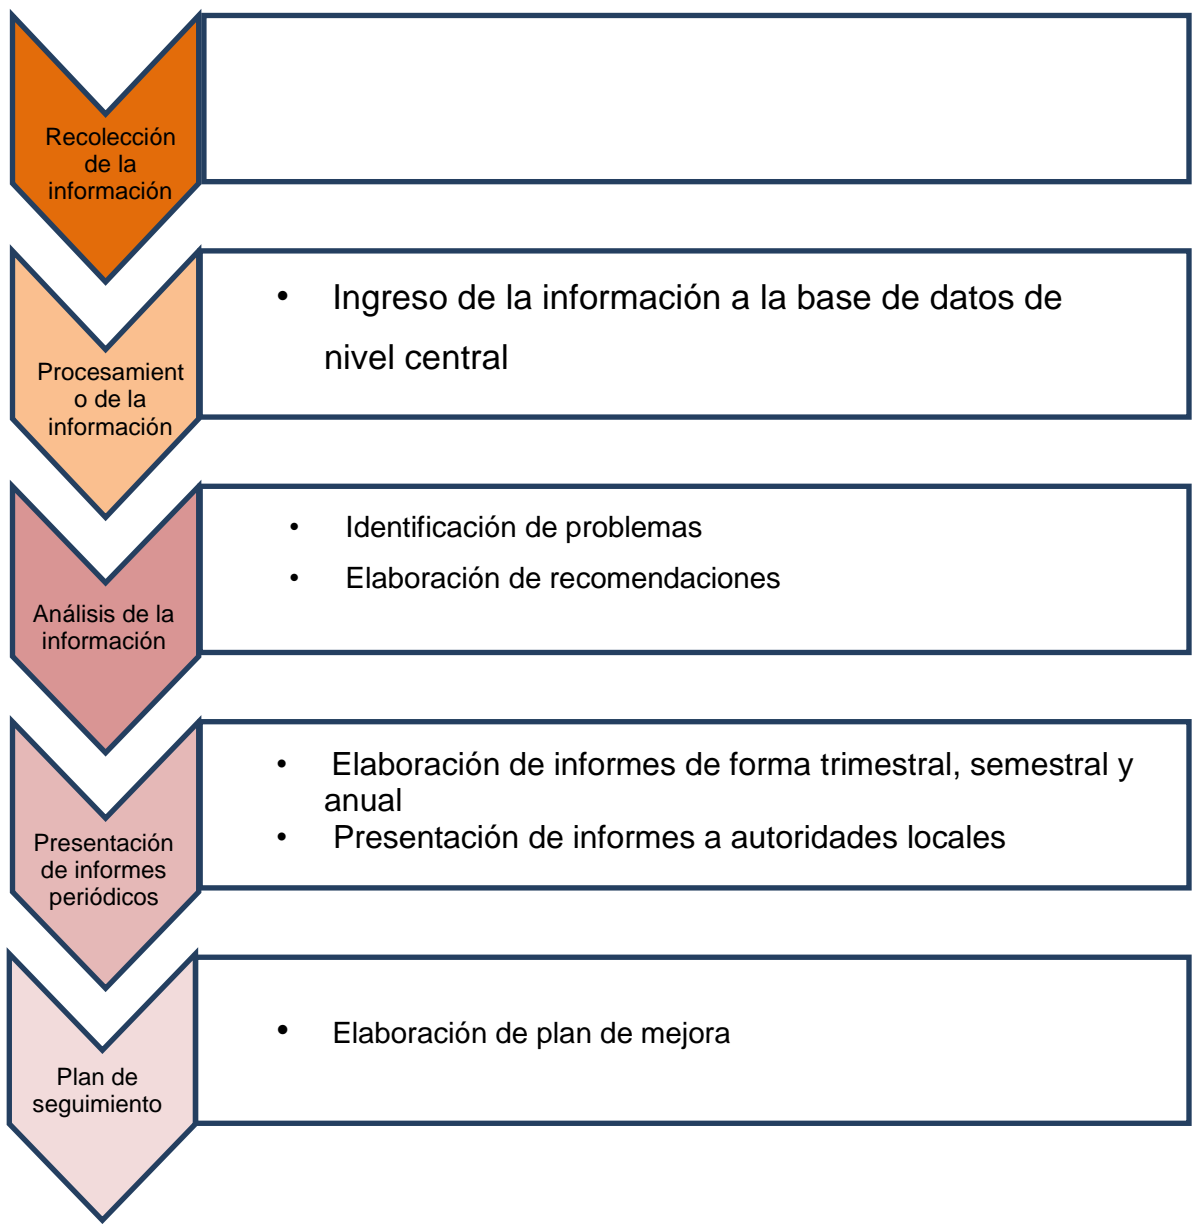 Recolección
de la
información
Procesamient
o de la
información
• Ingreso de la información a la base de datos de
nivel central
Análisis de la
información
• Identificación de problemas
• Elaboración de recomendaciones
Presentación
de informes
periódicos
• Elaboración de informes de forma trimestral, semestral y
anual
• Presentación de informes a autoridades locales
Plan de
seguimiento
• Elaboración de plan de mejora